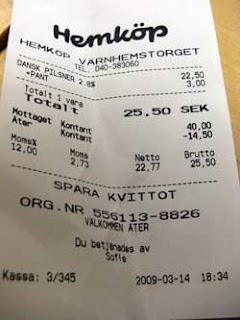 Hemköp
HEMKÖP VÄRNHEMSTORGET
TEL. 040-383060
DANSK PILSNER 2.8% 22,50
+PANT 3,00
Totalt 1 vara
Totalt 25,50 SEK
Mottaget Kontant 40,00
Åter Kontant -14,50
Moms% Moms Netto Brutto
12,00 2,73 22,77 25,50
SPARA KVITTOT
ORG.NR 556113-8826
VÄLKOMMEN ÅTER
Du betjänades av
Sofie
Kassa: 3/345 2009-03-14 18:34